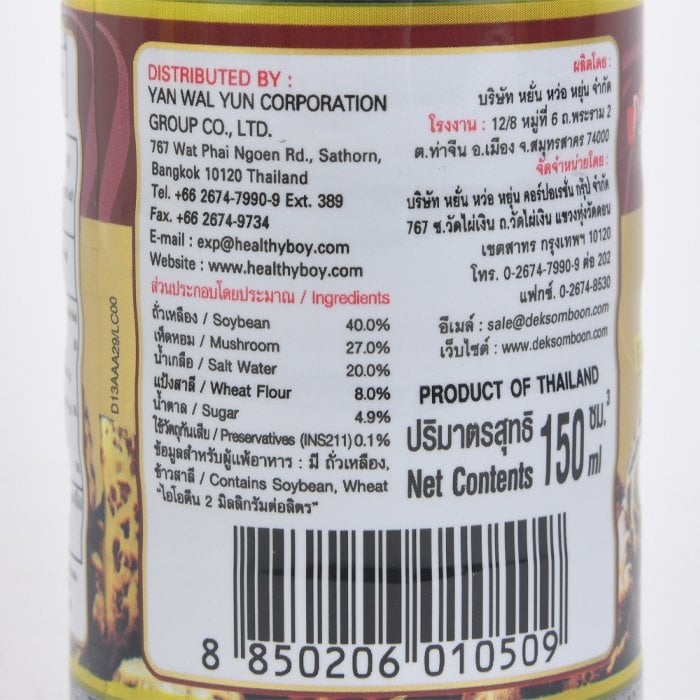 DISTRIBUTED BY :
YAN WAL YUN CORPORATION
GROUP CO., LTD.
767 Wat Phai Ngoen Rd., Sathorn,
Bangkok 10120 Thailand
Tel. +66 2674-7990-9 Ext. 389
Fax. +66 2674-9734
E-mail : exp@healthyboy.com
Website : www.healthyboy.com
ส่วนประกอบโดยประมาณ / Ingredients
ถั่วเหลือง / Soybean 40.0%
เห็ดหอม / Mushroom 27.0%
น้ำเกลือ / Salt Water 20.0%
แป้งสาลี / Wheat Flour 8.0%
น้ำตาล / Sugar 4.9%
ใช้วัตถุกันเสีย / Preservatives (INS211) 0.1%
ข้อมูลสำหรับผู้แพ้อาหาร : มี ถั่วเหลือง,
ข้าวสาลี / Contains Soybean, Wheat
"ไอโอดีน 2 มิลลิกรัมต่อลิตร"
ผลิตโดย :
บริษัท หยั่น หว่อ หยุ่น จำกัด
โรงงาน : 12/8 หมู่ที่ 6 ถ.พระราม 2
ต.ท่าจีน อ.เมือง จ.สมุทรสาคร 74000
จัดจำหน่ายโดย :
บริษัท หยั่น หว่อ หยุ่น คอร์ปอเรชั่น กรุ๊ป จำกัด
767 ซ.วัดไผ่เงิน ถ.วัดไผ่เงิน แขวงทุ่งวัดดอน
เขตสาทร กรุงเทพฯ 10120
โทร. 0-2674-7990-9 ต่อ 202
แฟกซ์. 0-2674-8530
อีเมล์ : sale@deksomboon.com
เว็บไซต์ : www.deksomboon.com
PRODUCT OF THAILAND
ปริมาตรสุทธิ 150 ซม.³
Net Contents 150 ml
D13AAA29/LC00
8 850206 010509